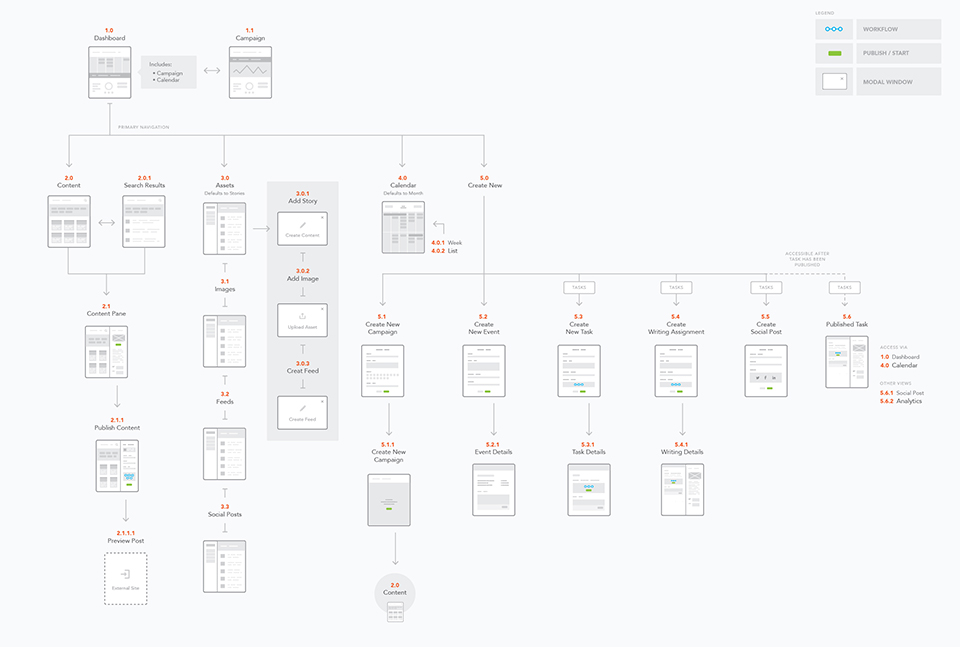 LEGEND
WORKFLOW
PUBLISH / START
MODAL WINDOW
1.0
Dashboard
Includes:
• Campaign
• Calendar
1.1
Campaign
PRIMARY NAVIGATION
2.0
Content
2.0.1
Search Results
2.1
Content Pane
2.1.1
Publish Content
2.1.1.1
Preview Post
External Site
3.0
Assets
Defaults to Stories
3.1
Images
3.2
Feeds
3.3
Social Posts
3.0.1
Add Story
Create Content
3.0.2
Add Image
Upload Asset
3.0.3
Creat Feed
Create Feed
4.0
Calendar
Defaults to Month
4.0.1 Week
4.0.2 List
5.0
Create New
ACCESSIBLE AFTER
TASK HAS BEEN
PUBLISHED
TASKS
TASKS
TASKS
TASKS
5.1
Create New
Campaign
5.2
Create
New Event
5.3
Create
New Task
5.4
Create
Writing Assignment
5.5
Create
Social Post
5.6
Published Task
ACCESS VIA
1.0 Dashboard
4.0 Calendar
OTHER VIEWS
5.6.1 Social Post
5.6.2 Analytics
5.1.1
Create New
Campaign
5.2.1
Event Details
5.3.1
Task Details
5.4.1
Writing Details
2.0
Content